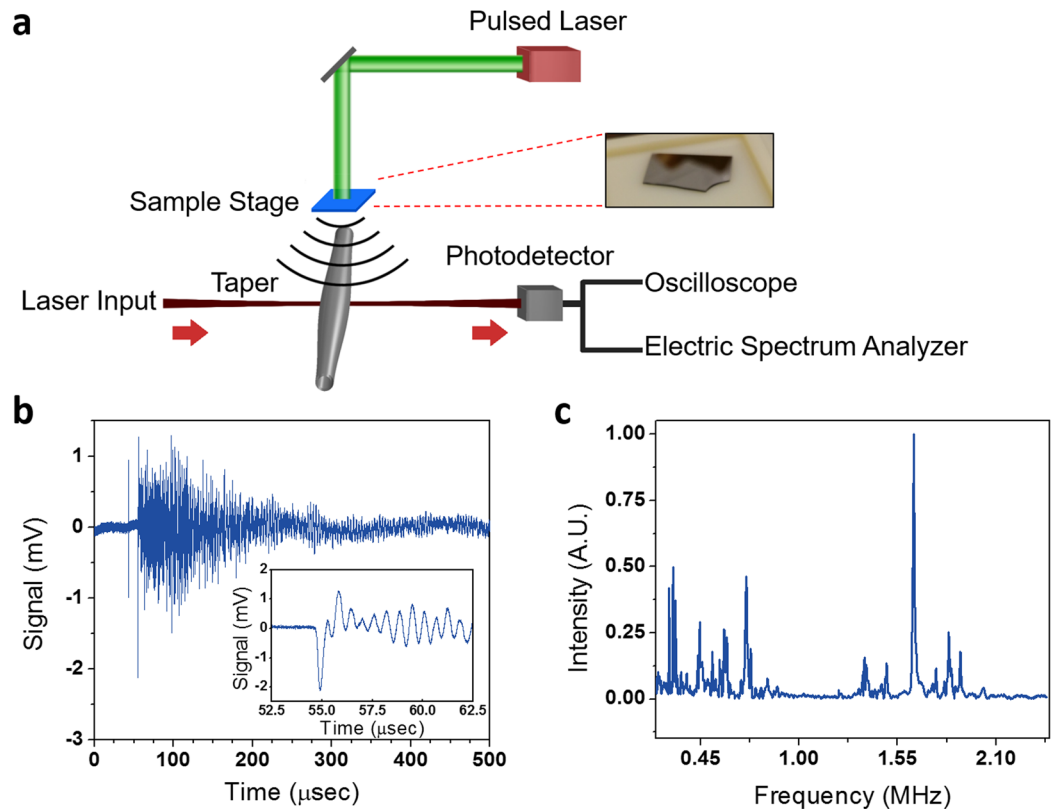 a
Pulsed Laser
Sample Stage
Photodetector
Taper
Laser Input
Oscilloscope
Electric Spectrum Analyzer
b
1
0
-1
-2
-3
Signal (mV)
0 100 200 300 400 500
Time (μsec)
2
1
0
-1
-2
Signal (mV)
52.5 55.0 57.5 60.0 62.5
Time (μsec)
c
1.00
0.75
0.50
0.25
0.00
Intensity (A.U.)
0.45 1.00 1.55 2.10
Frequency (MHz)